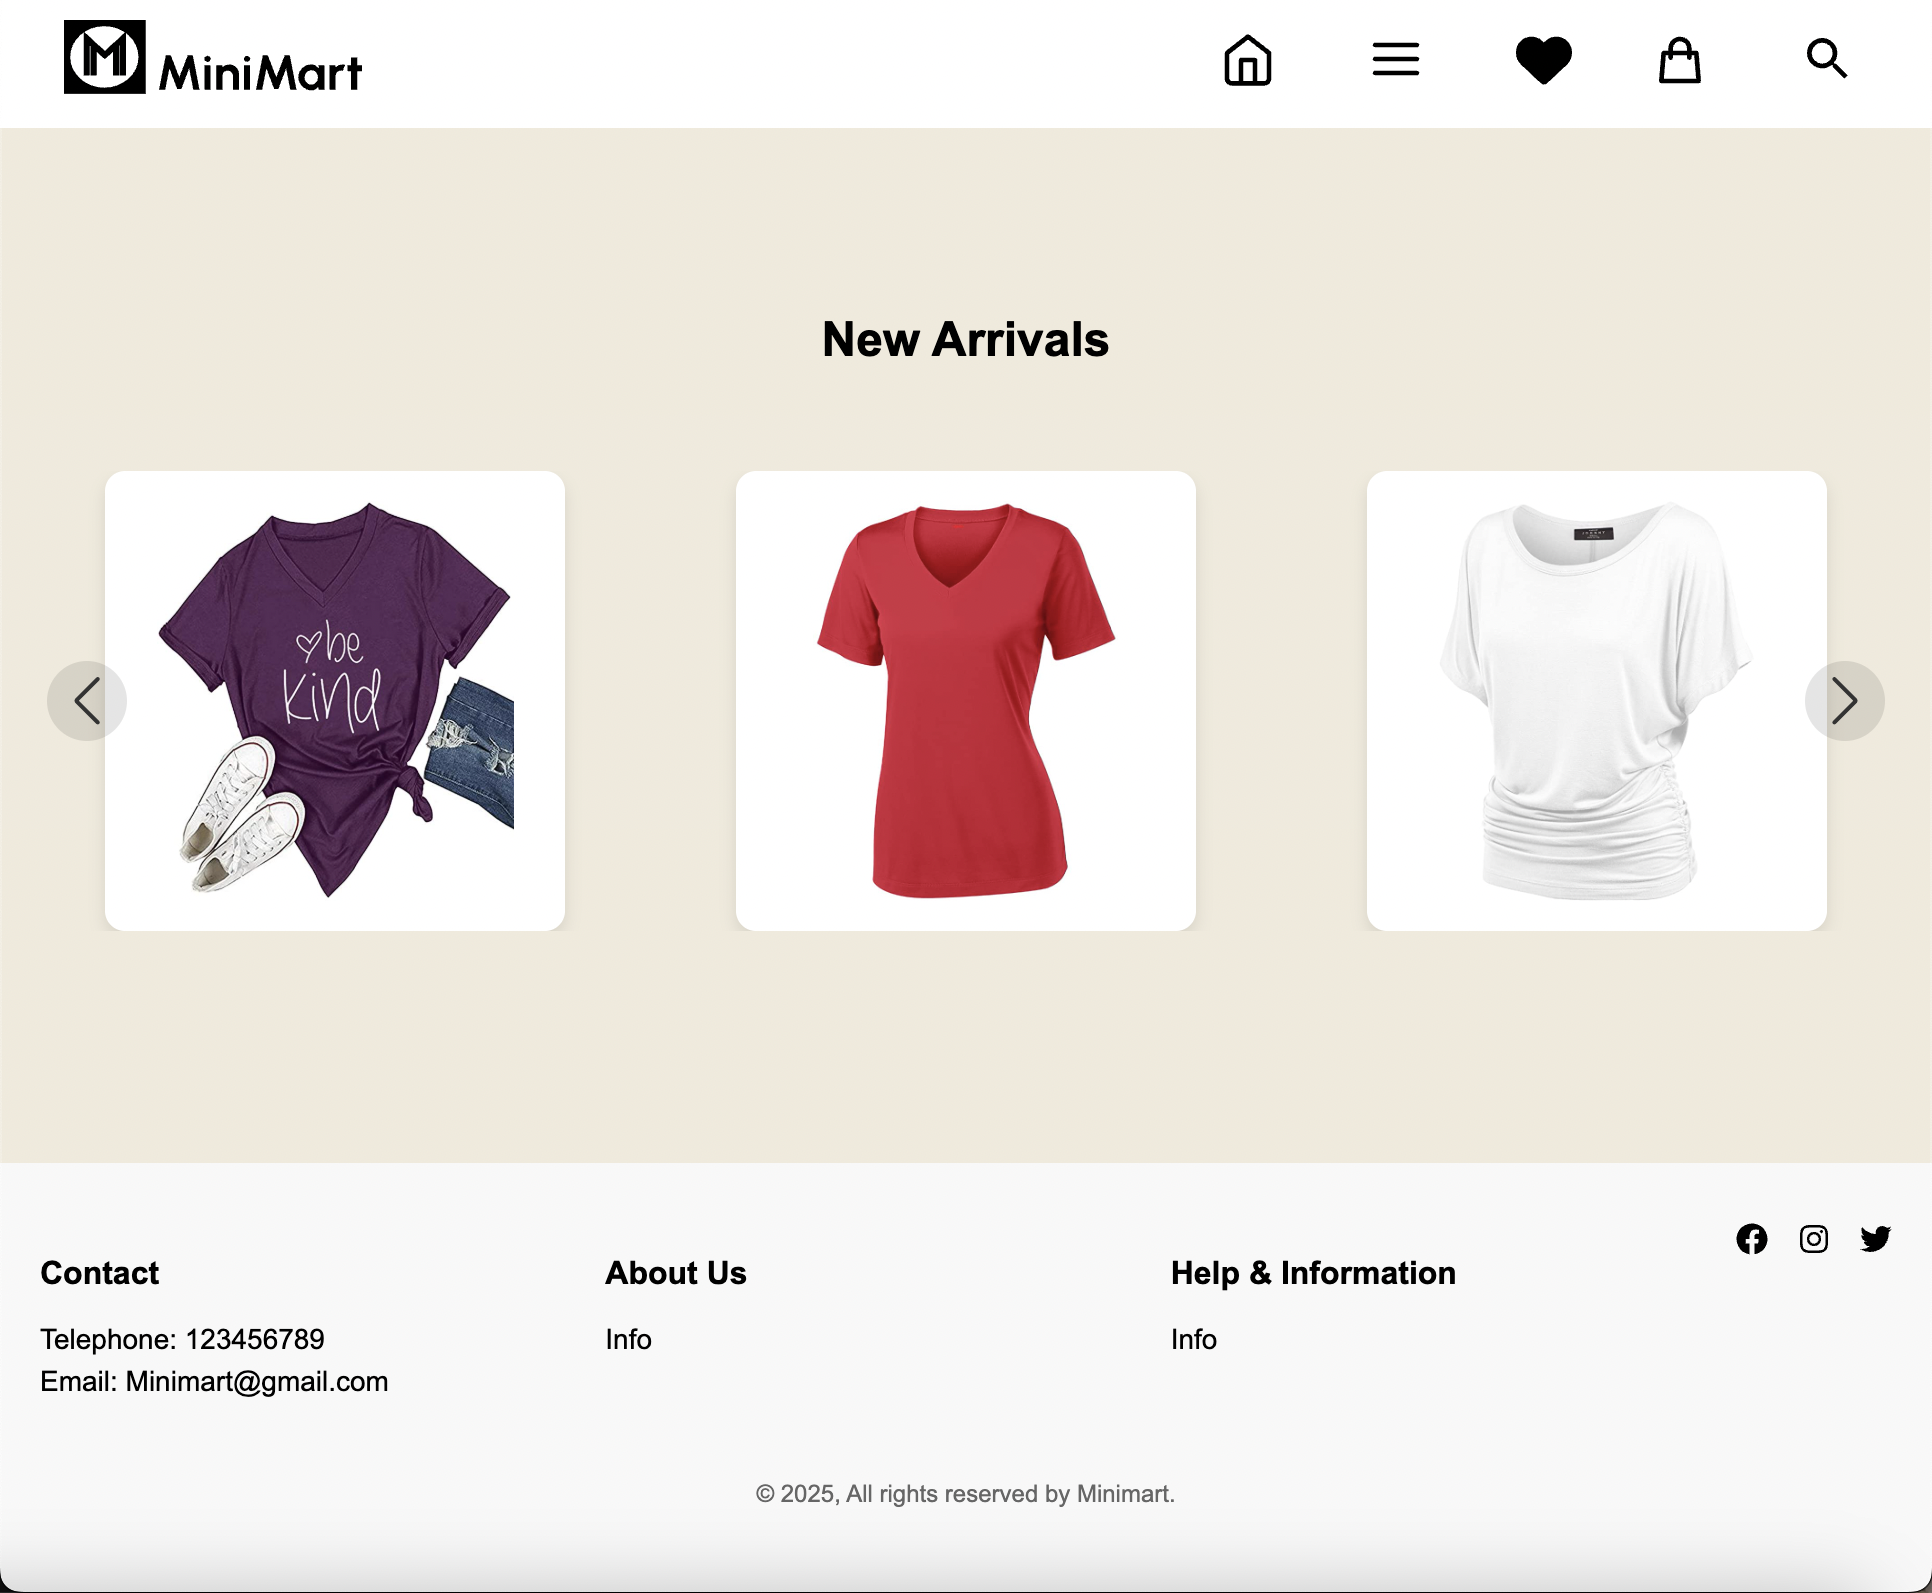 M MiniMart
New Arrivals
be
kind
Contact
Telephone: 123456789
Email: Minimart@gmail.com
About Us
Info
Help & Information
Info
© 2025, All rights reserved by Minimart.